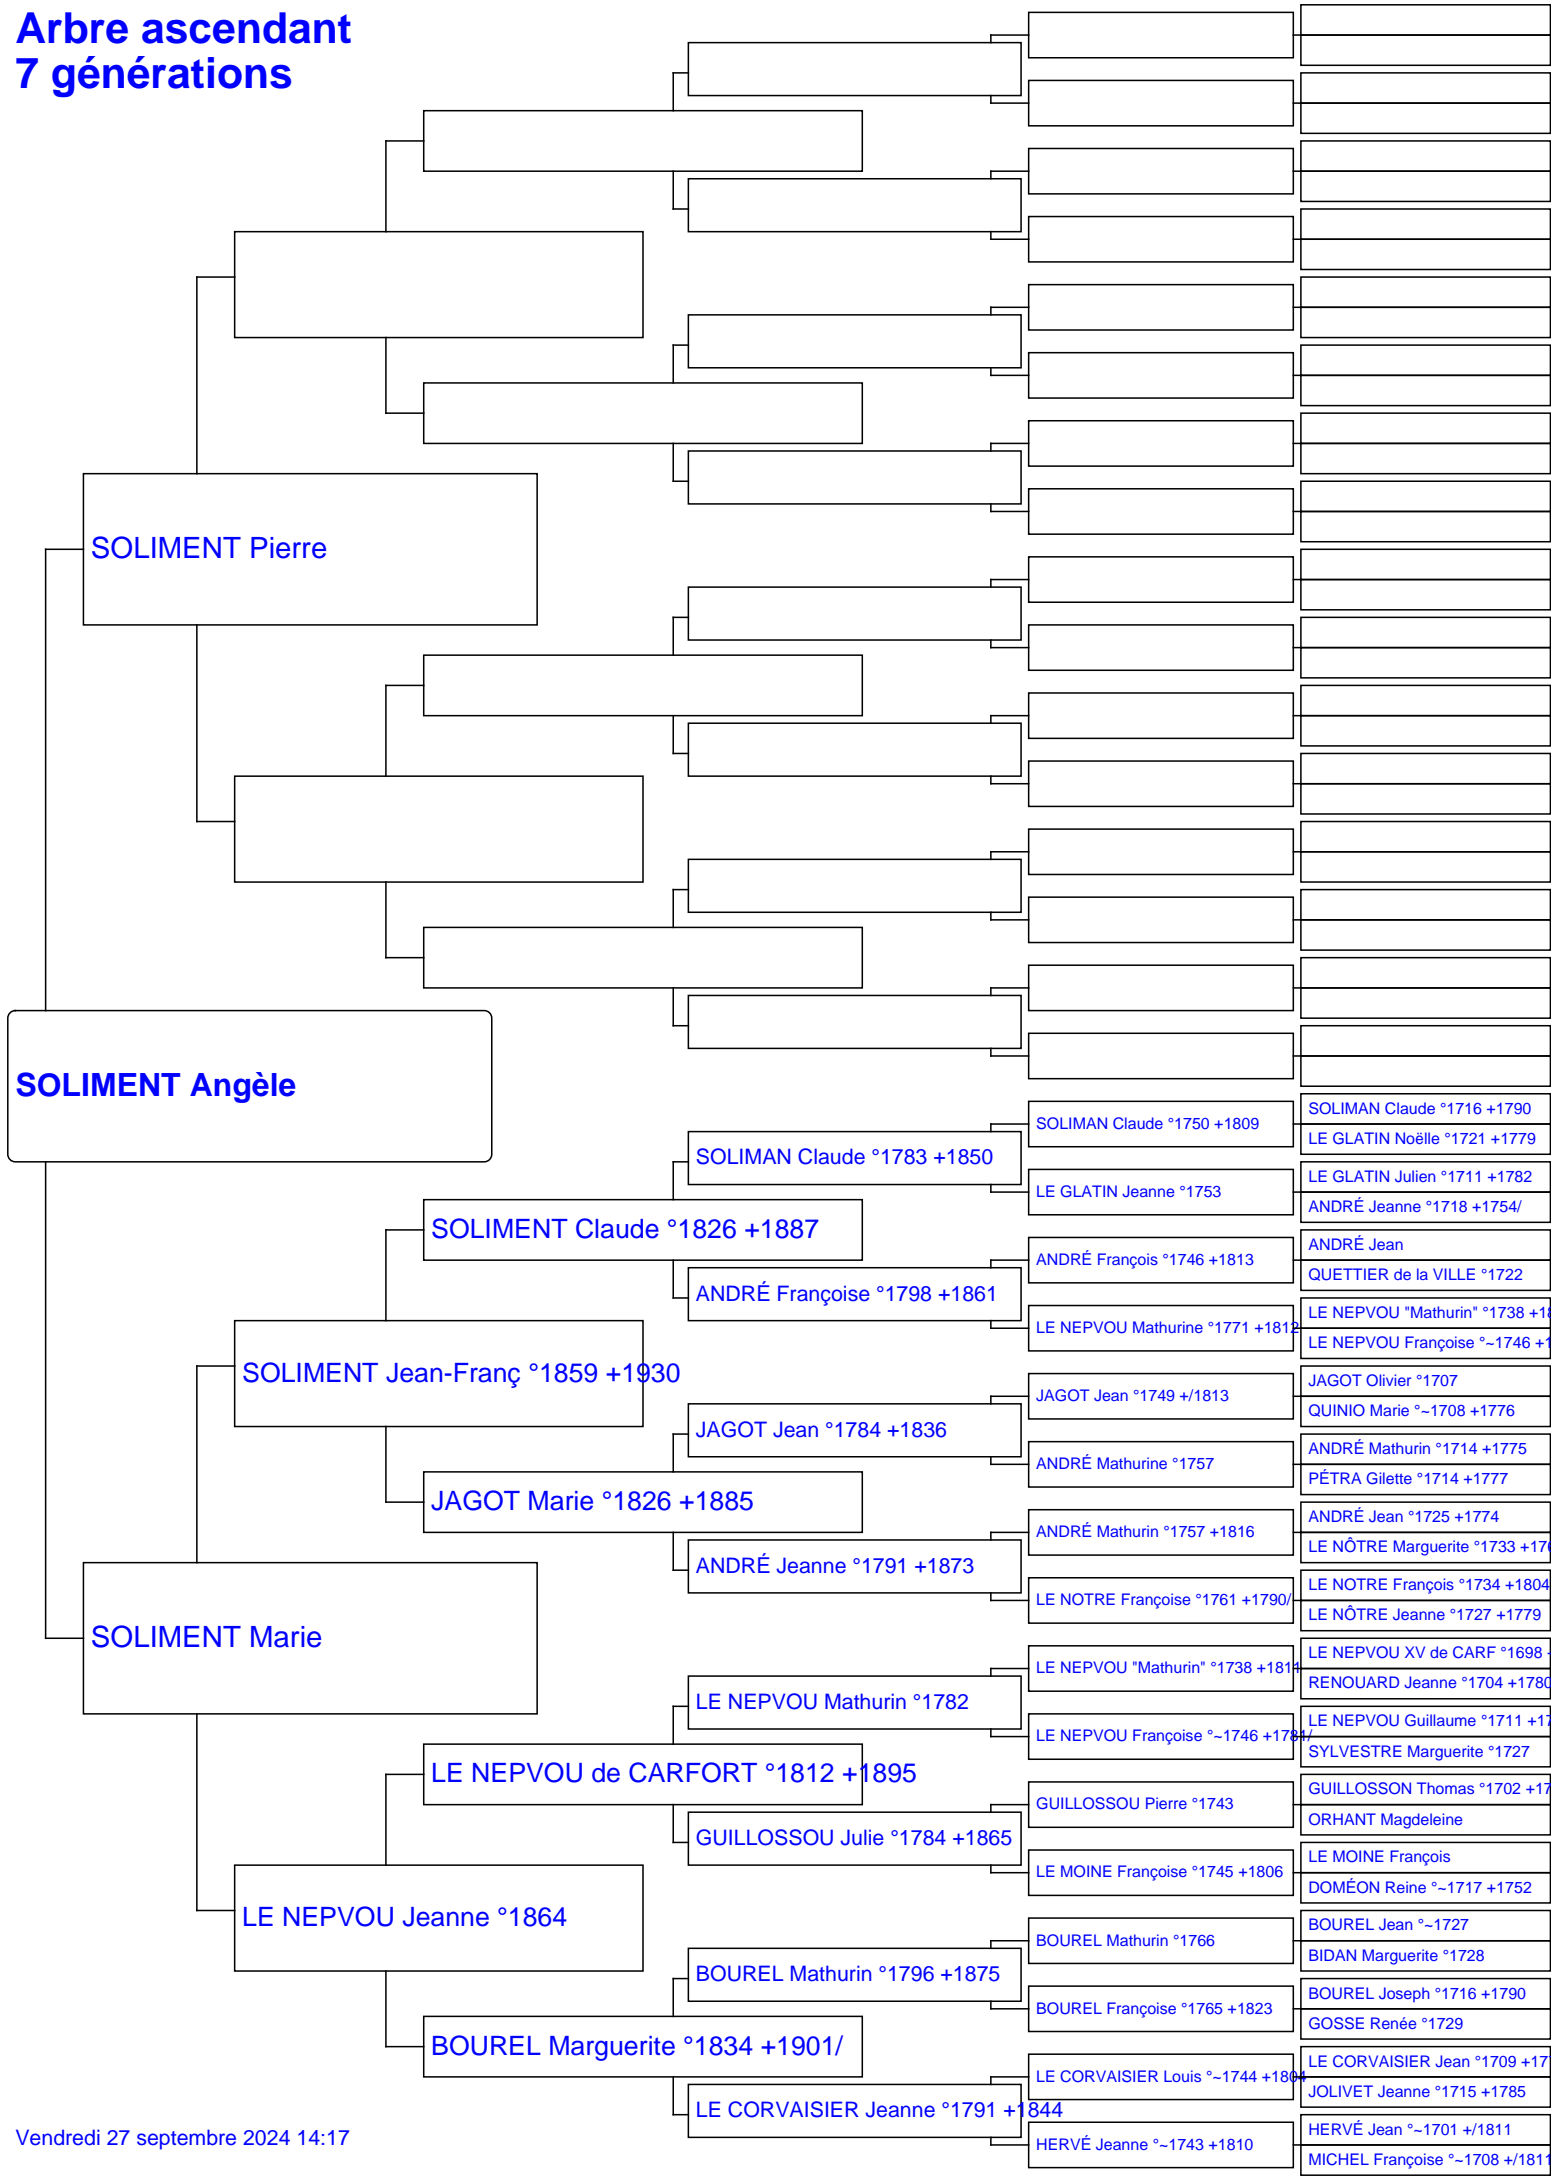 Arbre ascendant
7 générations
SOLIMENT Pierre
SOLIMENT Angèle
SOLIMAN Claude °1716 +1790
SOLIMAN Claude °1750 +1809
LE GLATIN Noëlle °1721 +1779
SOLIMAN Claude °1783 +1850
LE GLATIN Julien °1711 +1782
LE GLATIN Jeanne °1753
ANDRÉ Jeanne °1718 +1754/
SOLIMENT Claude °1826 +1887
ANDRÉ Jean
ANDRÉ François °1746 +1813
QUETTIER de la VILLE °1722
ANDRÉ Françoise °1798 +1861
LE NEPVOU "Mathurin" °1738 +18
LE NEPVOU Mathurine °1771 +1812
LE NEPVOU Françoise °~1746 +1
SOLIMENT Jean-Franç °1859 +1930
JAGOT Olivier °1707
JAGOT Jean °1749 +/1813
QUINIO Marie °~1708 +1776
JAGOT Jean °1784 +1836
ANDRÉ Mathurin °1714 +1775
ANDRÉ Mathurine °1757
PÉTRA Gilette °1714 +1777
JAGOT Marie °1826 +1885
ANDRÉ Jean °1725 +1774
ANDRÉ Mathurin °1757 +1816
LE NÔTRE Marguerite °1733 +176
ANDRÉ Jeanne °1791 +1873
LE NOTRE François °1734 +1804
LE NOTRE Françoise °1761 +1790/
LE NÔTRE Jeanne °1727 +1779
SOLIMENT Marie
LE NEPVOU XV de CARF °1698
LE NEPVOU "Mathurin" °1738 +1811
RENOUARD Jeanne °1704 +1780
LE NEPVOU Mathurin °1782
LE NEPVOU Guillaume °1711 +17
LE NEPVOU Françoise °~1746 +1781/
SYLVESTRE Marguerite °1727
LE NEPVOU de CARFORT °1812 +1895
GUILLOSSON Thomas °1702 +17
GUILLOSSOU Pierre °1743
ORHANT Magdeleine
GUILLOSSOU Julie °1784 +1865
LE MOINE François
LE MOINE Françoise °1745 +1806
DOMÉON Reine °~1717 +1752
LE NEPVOU Jeanne °1864
BOUREL Jean °~1727
BOUREL Mathurin °1766
BIDAN Marguerite °1728
BOUREL Mathurin °1796 +1875
BOUREL Joseph °1716 +1790
BOUREL Françoise °1765 +1823
GOSSE Renée °1729
BOUREL Marguerite °1834 +1901/
LE CORVAISIER Jean °1709 +17
LE CORVAISIER Louis °~1744 +1804
JOLIVET Jeanne °1715 +1785
LE CORVAISIER Jeanne °1791 +1844
HERVÉ Jean °~1701 +/1811
HERVÉ Jeanne °~1743 +1810
MICHEL Françoise °~1708 +/1811
Vendredi 27 septembre 2024 14:17